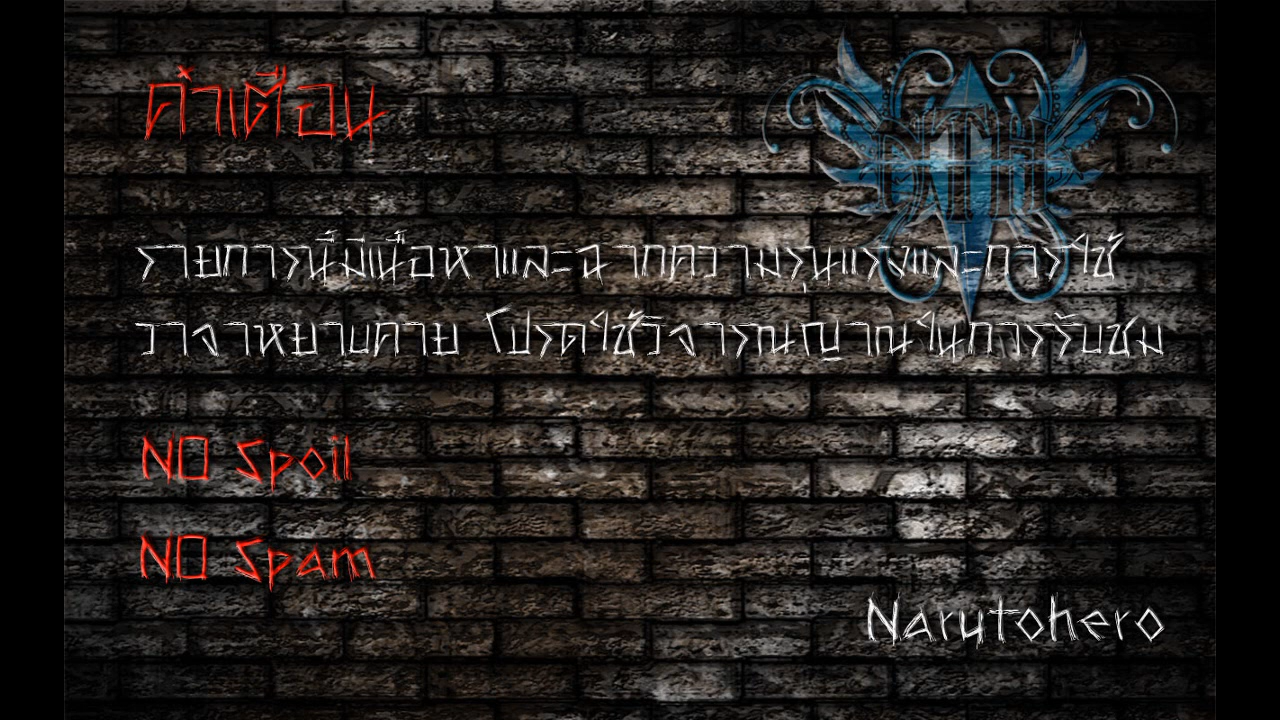 คำเตือน
รายการนี้มีเนื้อหาและฉากความรุนแรงและการใช้
วาจาหยาบคาย โปรดใช้วิจารณญาณในการรับชม
NO Spoil
NO Spam
Narutohero